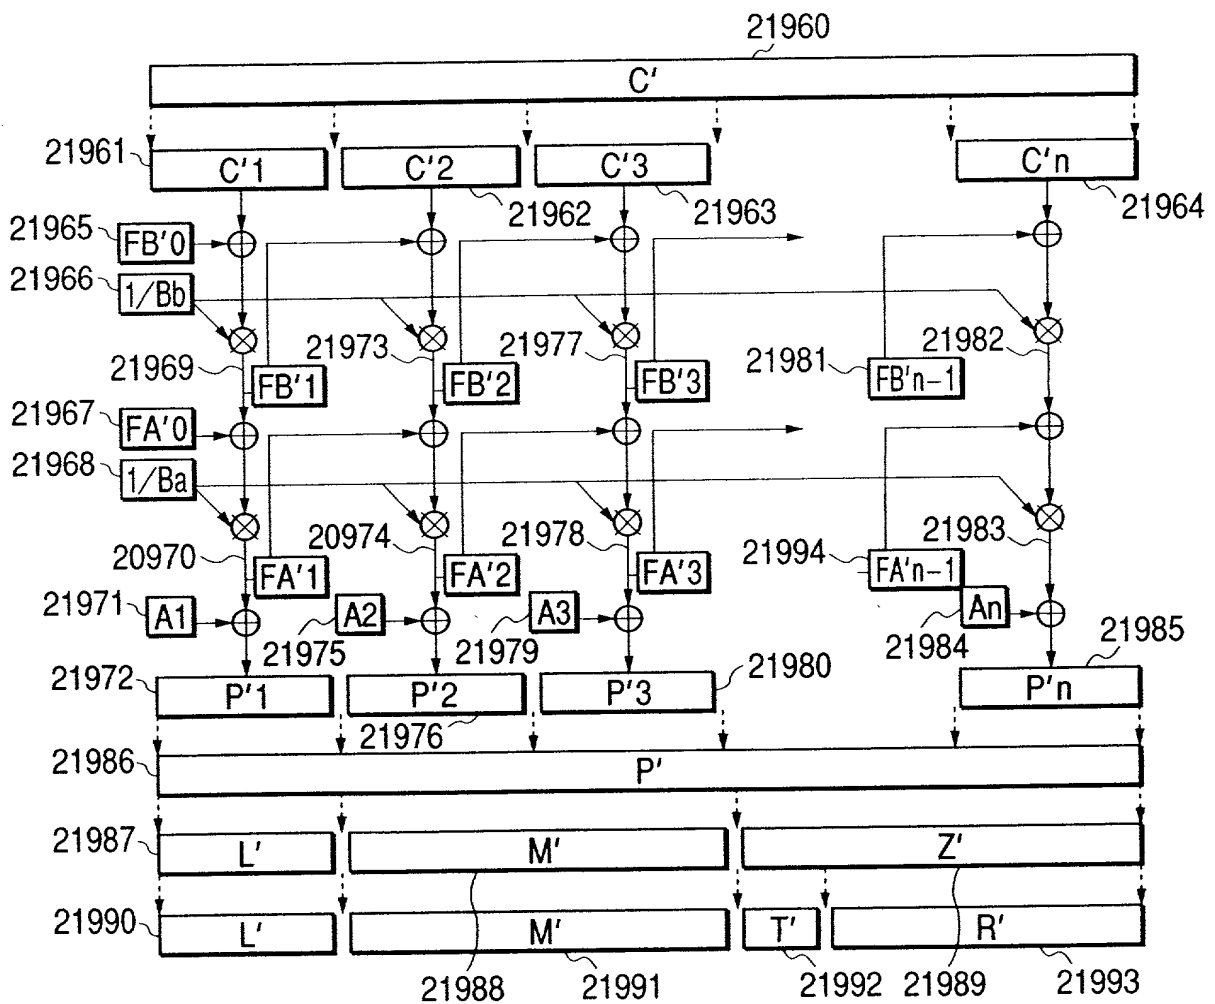 21960
C'
21961
C'1
C'2
C'3
C'n
21962
21963
21964
21965
FB'0
21966
1/Bb
21969
21973
21977
21981
21982
FB'1
FB'2
FB'3
FB'n-1
21967
FA'0
21968
1/Ba
20970
20974
21978
21994
21983
FA'1
FA'2
FA'3
FA'n-1
21971
A1
A2
A3
An
21975
21979
21984
21985
21972
P'1
P'2
P'3
21980
P'n
21976
21986
P'
21987
L'
M'
Z'
21990
L'
M'
T'
R'
21988
21991
21992
21989
21993